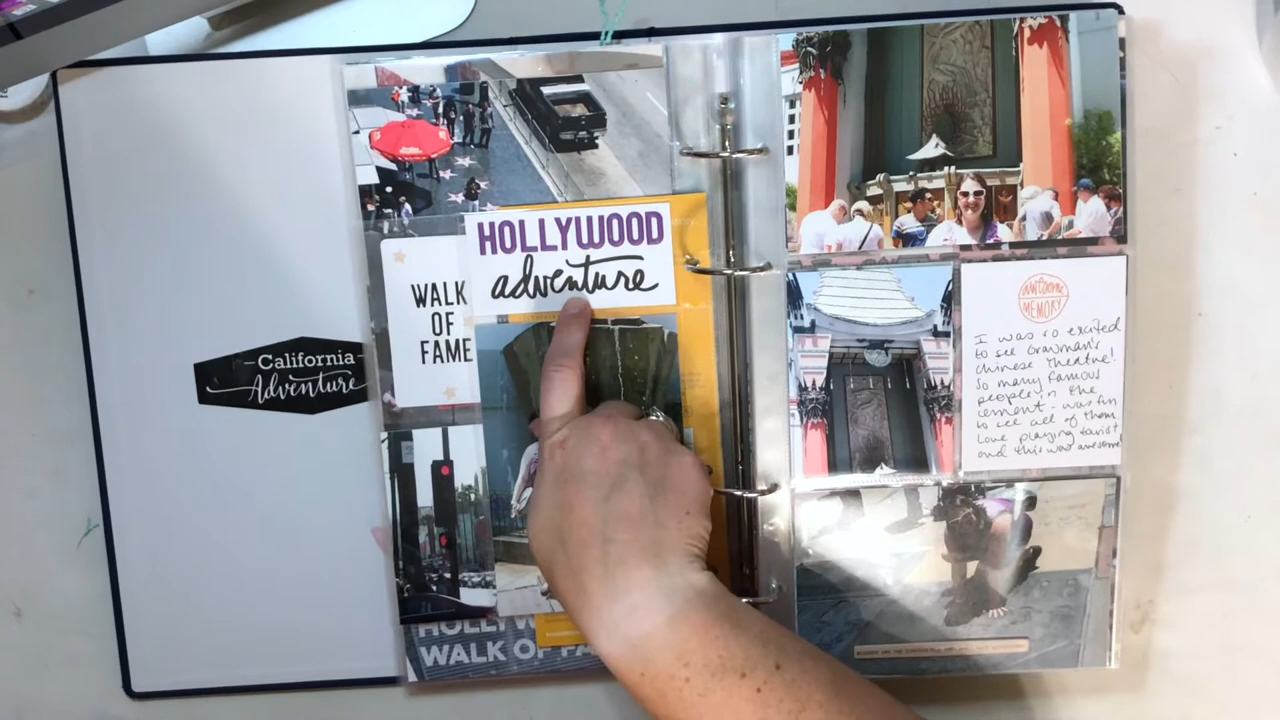 California
Adventure
WALK
OF
FAME
HOLLYWOOD
adventure
WALK OF FA
awesome
MEMORY
I was so excited
to see Grauman's
chinese Theatre!
So many famous
people in the
cement - was fun
to see all of them.
Love playing tourist
and this was awesome!